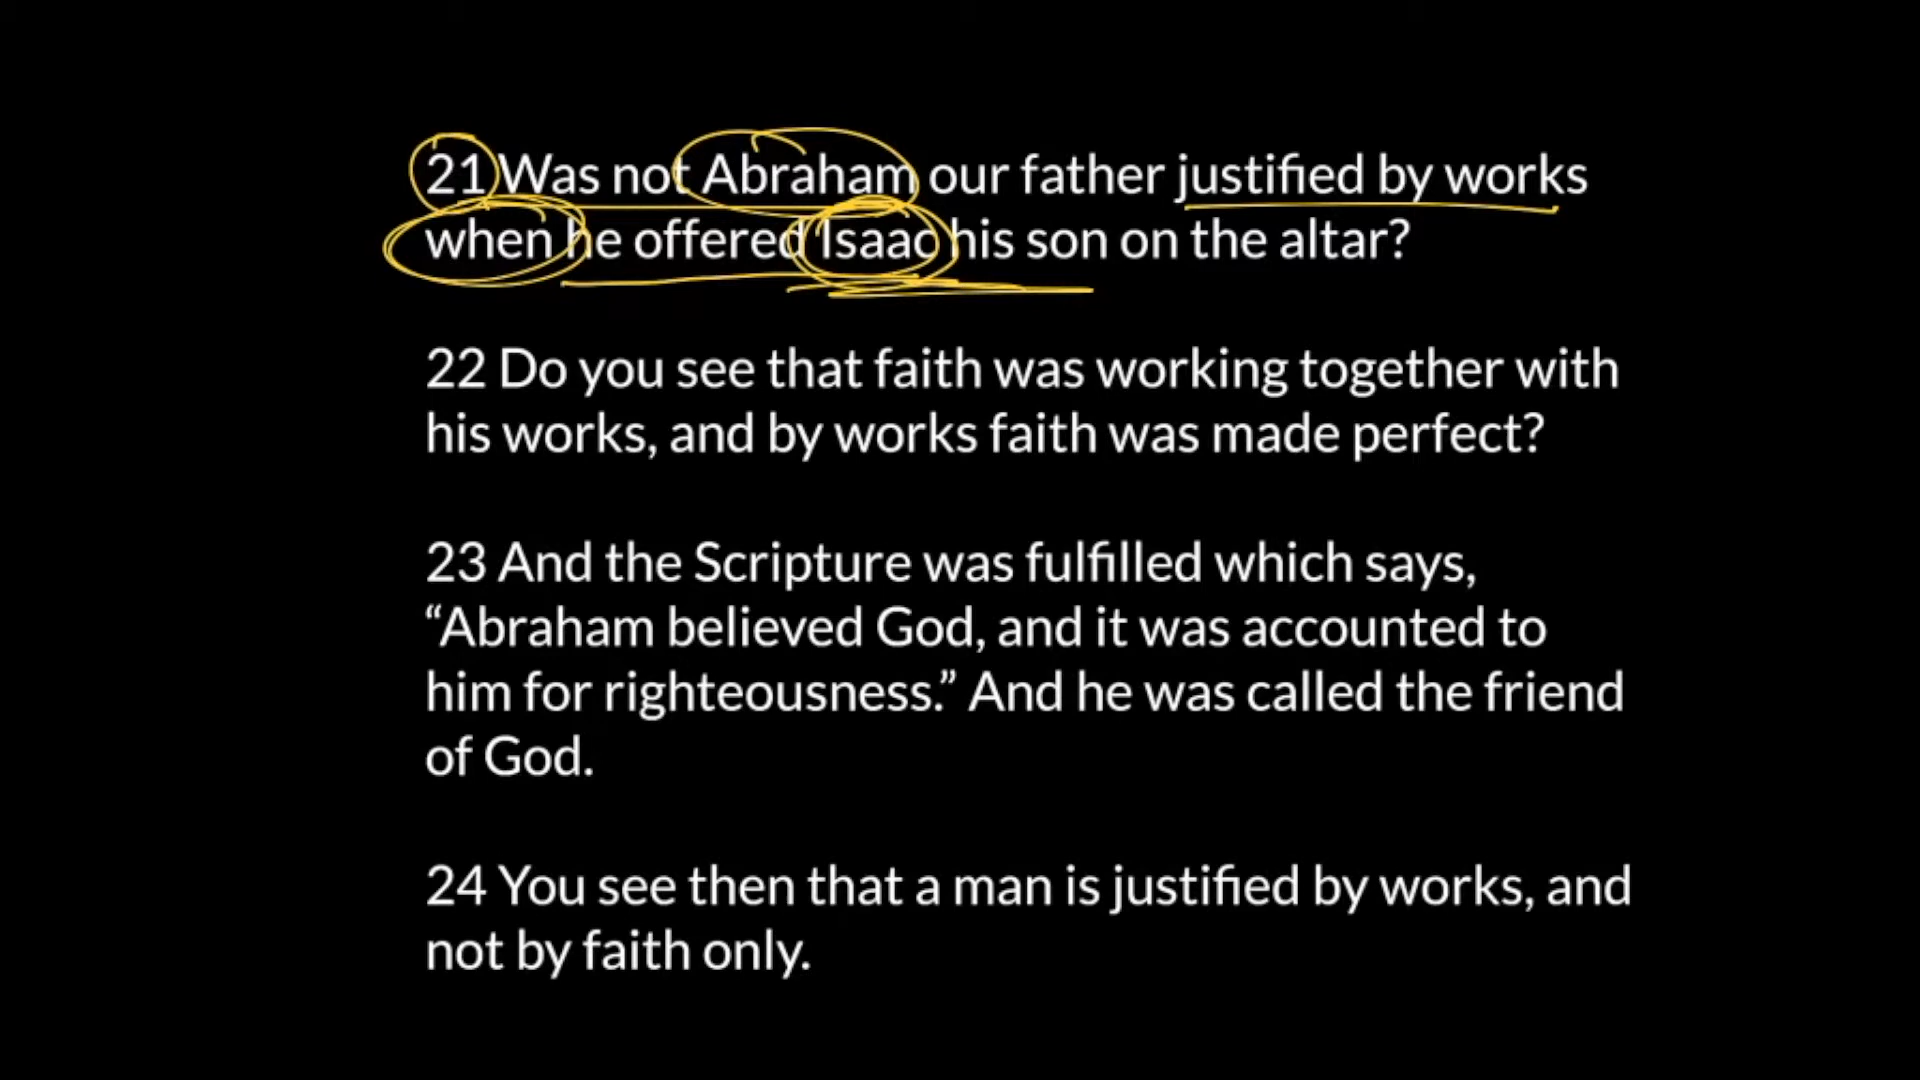 21 Was not Abraham our father justified by works
when he offered Isaac his son on the altar?
22 Do you see that faith was working together with
his works, and by works faith was made perfect?
23 And the Scripture was fulfilled which says,
“Abraham believed God, and it was accounted to
him for righteousness.” And he was called the friend
of God.
24 You see then that a man is justified by works, and
not by faith only.